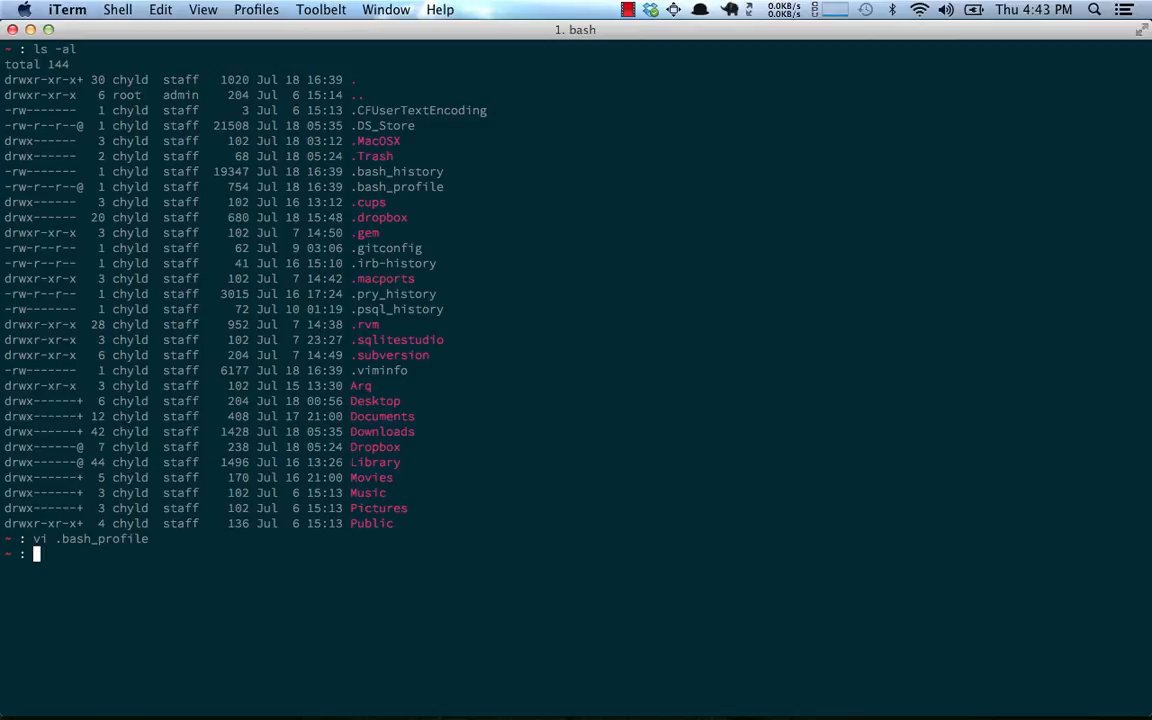 iTerm Shell Edit View Profiles Toolbelt Window Help 0.0KB/s 0.0KB/s Thu 4:43 PM
1. bash
~ : ls -al
total 144
drwxr-xr-x+ 30 chyld staff 1020 Jul 18 16:39 .
drwxr-xr-x 6 root admin 204 Jul 6 15:14 ..
-rw------- 1 chyld staff 3 Jul 6 15:13 .CFUserTextEncoding
-rw-r--r--@ 1 chyld staff 21508 Jul 18 05:35 .DS_Store
drwx------ 3 chyld staff 102 Jul 18 03:12 .MacOSX
drwx------ 2 chyld staff 68 Jul 18 05:24 .Trash
-rw------- 1 chyld staff 19347 Jul 18 16:39 .bash_history
-rw-r--r--@ 1 chyld staff 754 Jul 18 16:39 .bash_profile
drwx------ 3 chyld staff 102 Jul 16 13:12 .cups
drwx------ 20 chyld staff 680 Jul 18 15:48 .dropbox
drwxr-xr-x 3 chyld staff 102 Jul 7 14:50 .gem
-rw-r--r-- 1 chyld staff 62 Jul 9 03:06 .gitconfig
-rw-r--r-- 1 chyld staff 41 Jul 16 15:10 .irb-history
drwxr-xr-x 3 chyld staff 102 Jul 7 14:42 .macports
-rw-r--r-- 1 chyld staff 3015 Jul 16 17:24 .pry_history
-rw------- 1 chyld staff 72 Jul 10 01:19 .psql_history
drwxr-xr-x 28 chyld staff 952 Jul 7 14:38 .rvm
drwxr-xr-x 3 chyld staff 102 Jul 7 23:27 .sqlitestudio
drwxr-xr-x 6 chyld staff 204 Jul 7 14:49 .subversion
-rw------- 1 chyld staff 6177 Jul 18 16:39 .viminfo
drwxr-xr-x 3 chyld staff 102 Jul 15 13:30 Arq
drwx------+ 6 chyld staff 204 Jul 18 00:56 Desktop
drwx------+ 12 chyld staff 408 Jul 17 21:00 Documents
drwx------+ 42 chyld staff 1428 Jul 18 05:35 Downloads
drwx------@ 7 chyld staff 238 Jul 18 05:24 Dropbox
drwx------@ 44 chyld staff 1496 Jul 16 13:26 Library
drwx------+ 5 chyld staff 170 Jul 16 21:00 Movies
drwx------+ 3 chyld staff 102 Jul 6 15:13 Music
drwx------+ 3 chyld staff 102 Jul 6 15:13 Pictures
drwxr-xr-x+ 4 chyld staff 136 Jul 6 15:13 Public
~ : vi .bash_profile
~ :